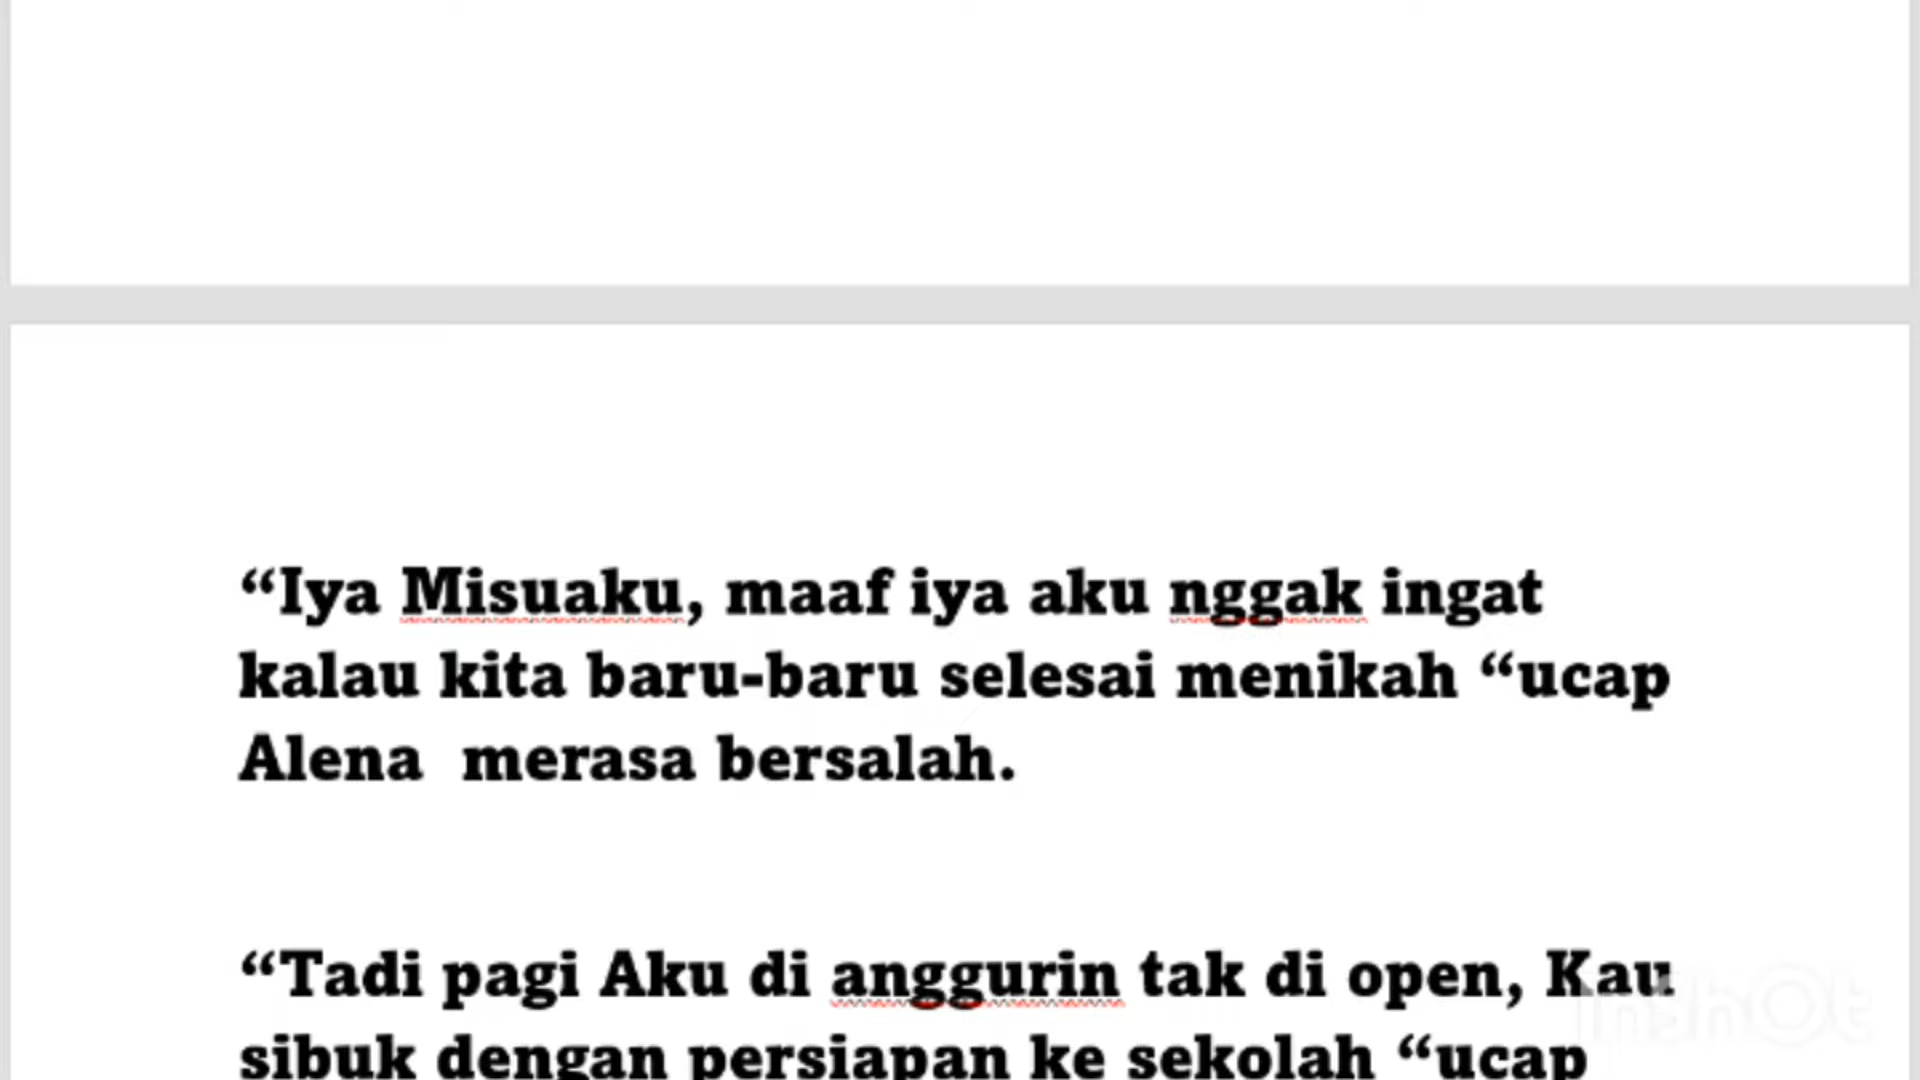 “Iya Misuaku, maaf iya aku nggak ingat
kalau kita baru-baru selesai menikah “ucap
Alena  merasa bersalah.
“Tadi pagi Aku di anggurin tak di open, Kau
sibuk dengan persiapan ke sekolah “ucap
InShOt